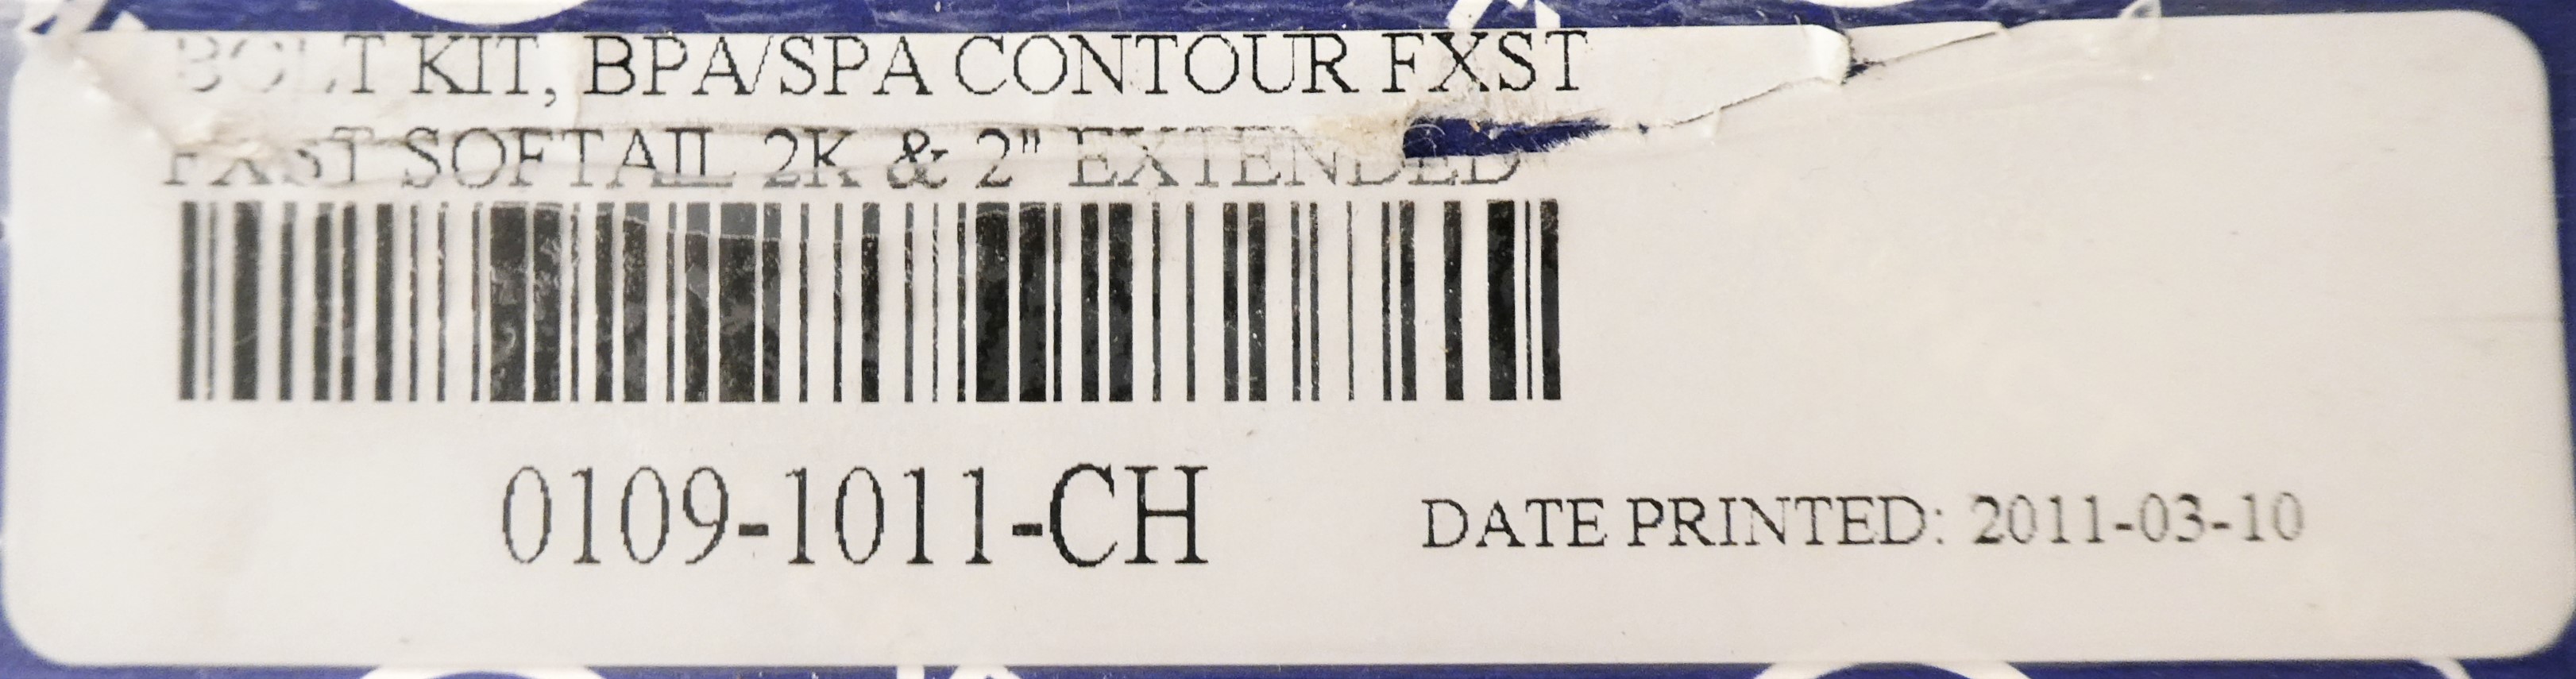 BOLT KIT, BPA/SPA CONTOUR FXST
FXST SOFTAIL 2K & 2" EXTENDED
0109-1011-CH
DATE PRINTED: 2011-03-10